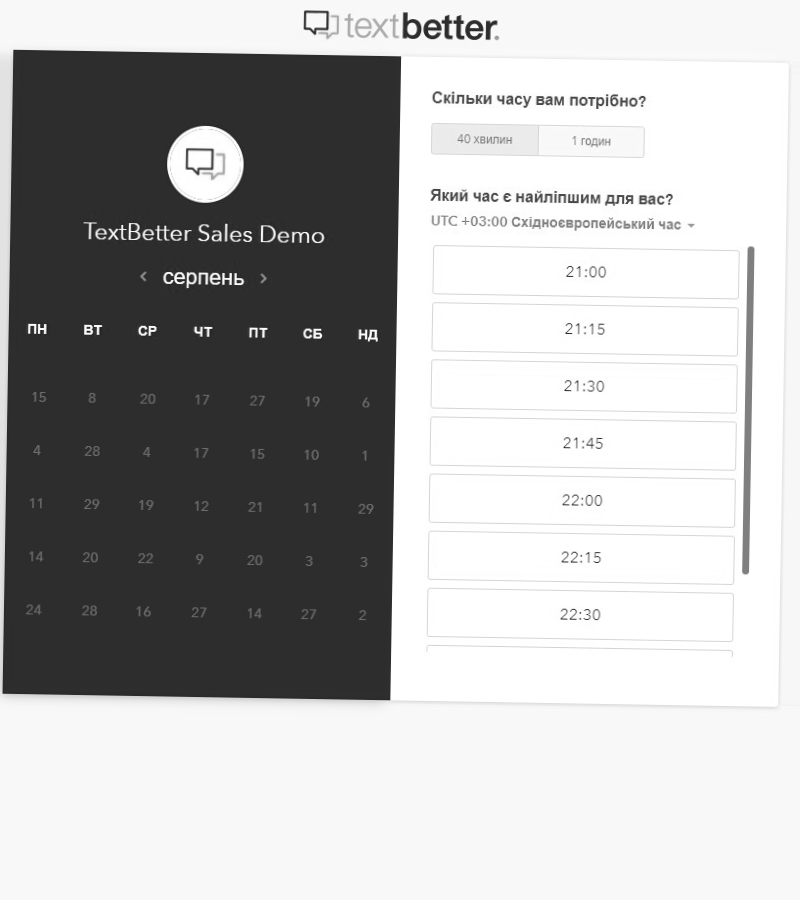 textbetter.
TextBetter Sales Demo
серпень
ПН ВТ СР ЧТ ПТ СБ НД
15 8 20 17 27 19 6
4 28 4 17 15 10 1
11 29 19 12 21 11 29
14 20 22 9 20 3 3
24 28 16 27 14 27 2
Скільки часу вам потрібно?
40 хвилин 1 годин
Який час є найліпшим для вас?
UTC +03:00 Східноєвропейський час
21:00
21:15
21:30
21:45
22:00
22:15
22:30